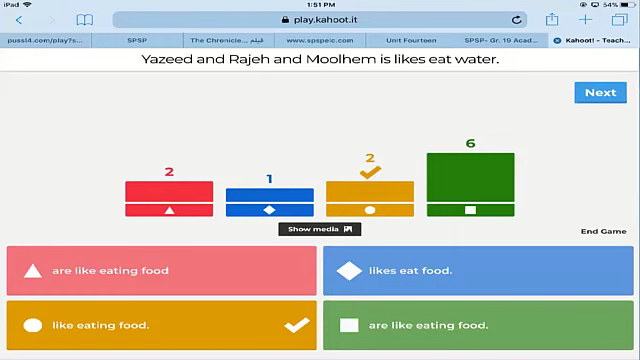 iPad
1:51 PM
54%
play.kahoot.it
pussl4.com/play?s...
SPSP
The Chronicle... فيلم
www.spspeic.com
Unit Fourteen
SPSP- Gr. 19 Acad...
Kahoot! - Teach...
Yazeed and Rajeh and Moolhem is likes eat water.
Next
2
1
2
6
Show media
End Game
are like eating food
likes eat food.
like eating food.
are like eating food.